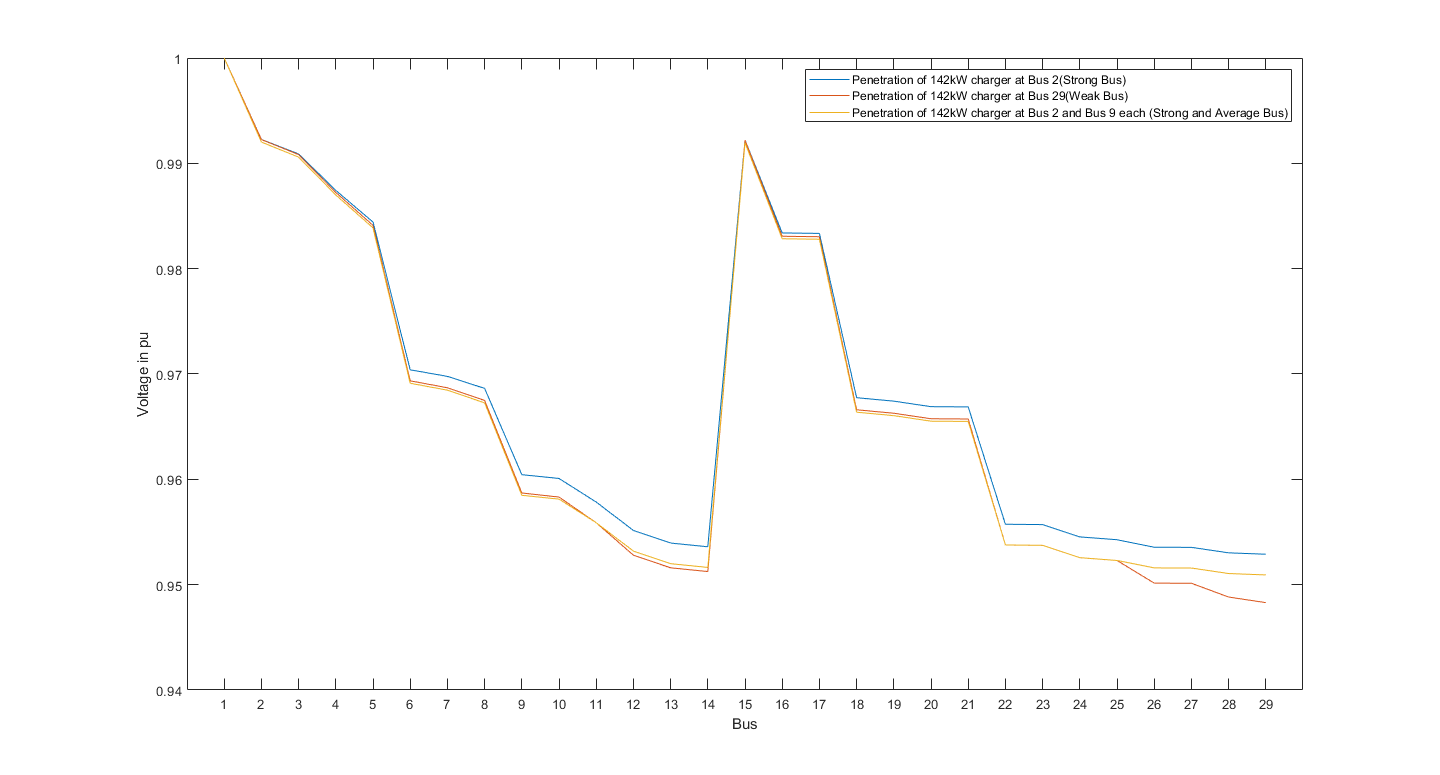 Penetration of 142kW charger at Bus 2(Strong Bus)
Penetration of 142kW charger at Bus 29(Weak Bus)
Penetration of 142kW charger at Bus 2 and Bus 9 each (Strong and Average Bus)
1
0.99
0.98
0.97
0.96
0.95
0.94
Voltage in pu
1 2 3 4 5 6 7 8 9 10 11 12 13 14 15 16 17 18 19 20 21 22 23 24 25 26 27 28 29
Bus